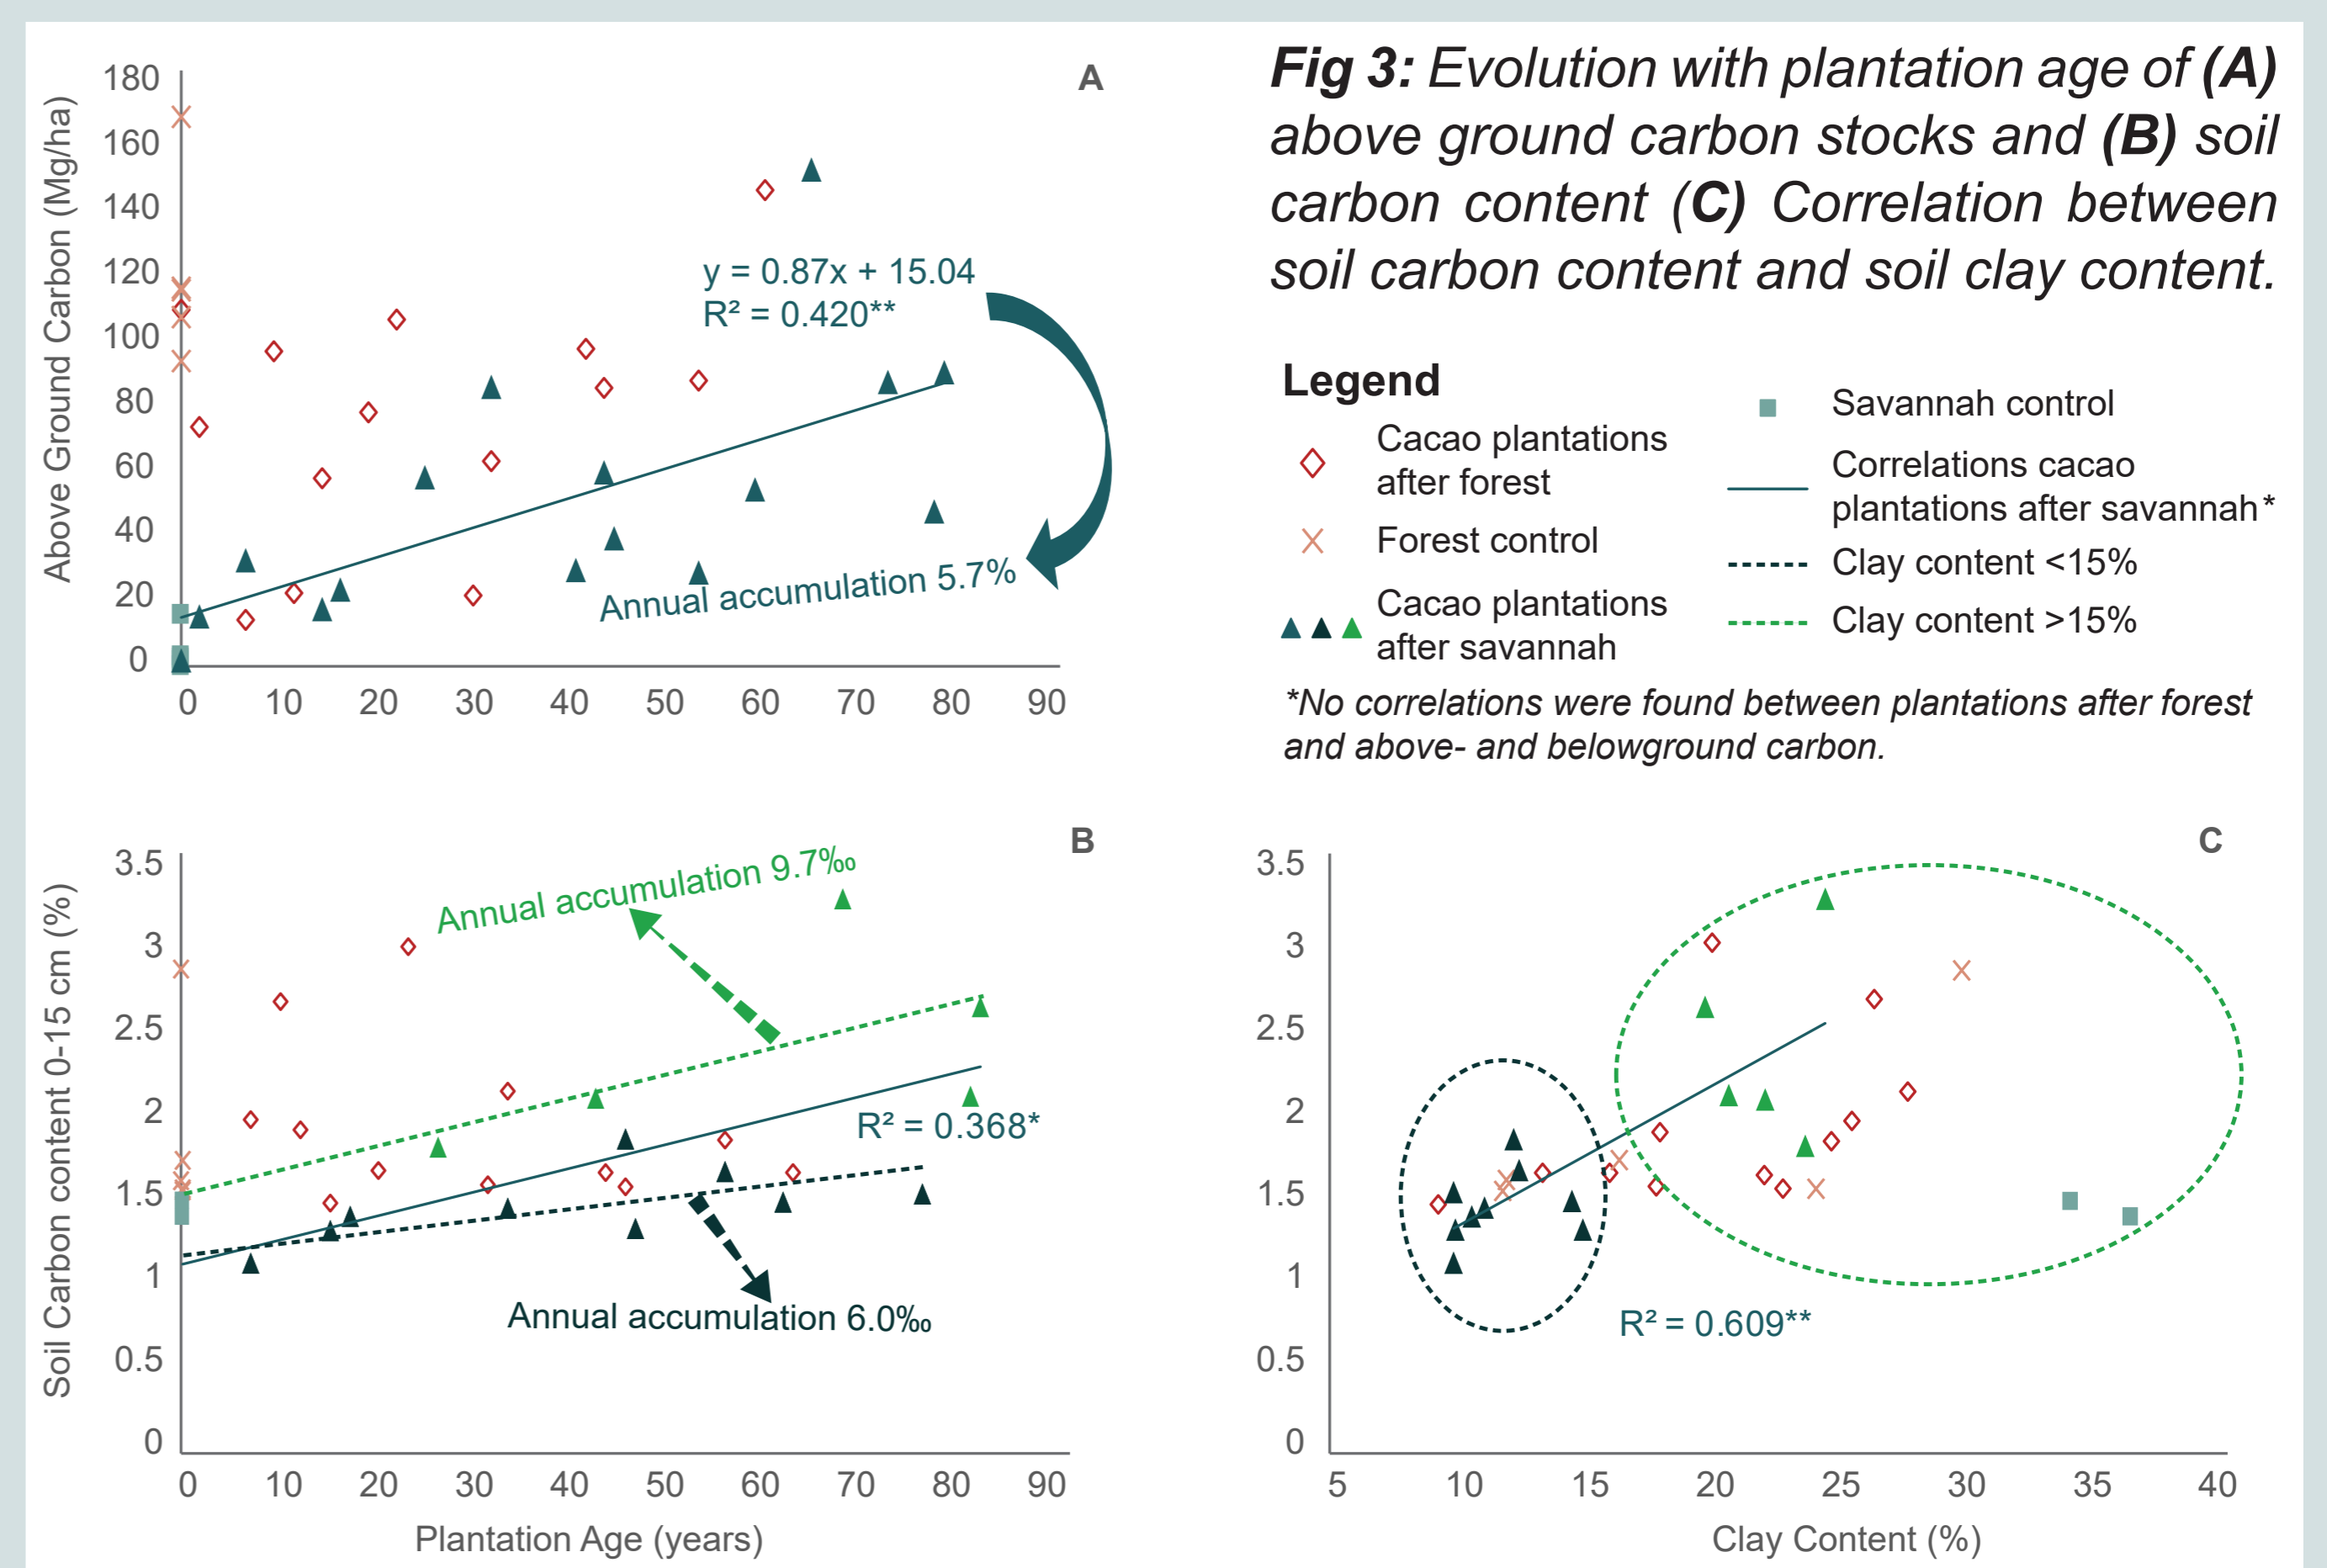 A
Above Ground Carbon (Mg/ha)
180
160
140
120
100
80
60
40
20
0
y = 0.87x + 15.04
R² = 0.420**
Annual accumulation 5.7%
0 10 20 30 40 50 60 70 80 90
Fig 3: Evolution with plantation age of (A)
above ground carbon stocks and (B) soil
carbon content (C) Correlation between
soil carbon content and soil clay content.
Legend
Cacao plantations
after forest
Forest control
Cacao plantations
after savannah
Savannah control
Correlations cacao
plantations after savannah*
Clay content <15%
Clay content >15%
*No correlations were found between plantations after forest
and above- and belowground carbon.
B
Soil Carbon content 0-15 cm (%)
3.5
3
2.5
2
1.5
1
0.5
0
Annual accumulation 9.7‰
R² = 0.368*
Annual accumulation 6.0‰
0 10 20 30 40 50 60 70 80 90
Plantation Age (years)
C
3.5
3
2.5
2
1.5
1
0.5
0
R² = 0.609**
5 10 15 20 25 30 35 40
Clay Content (%)